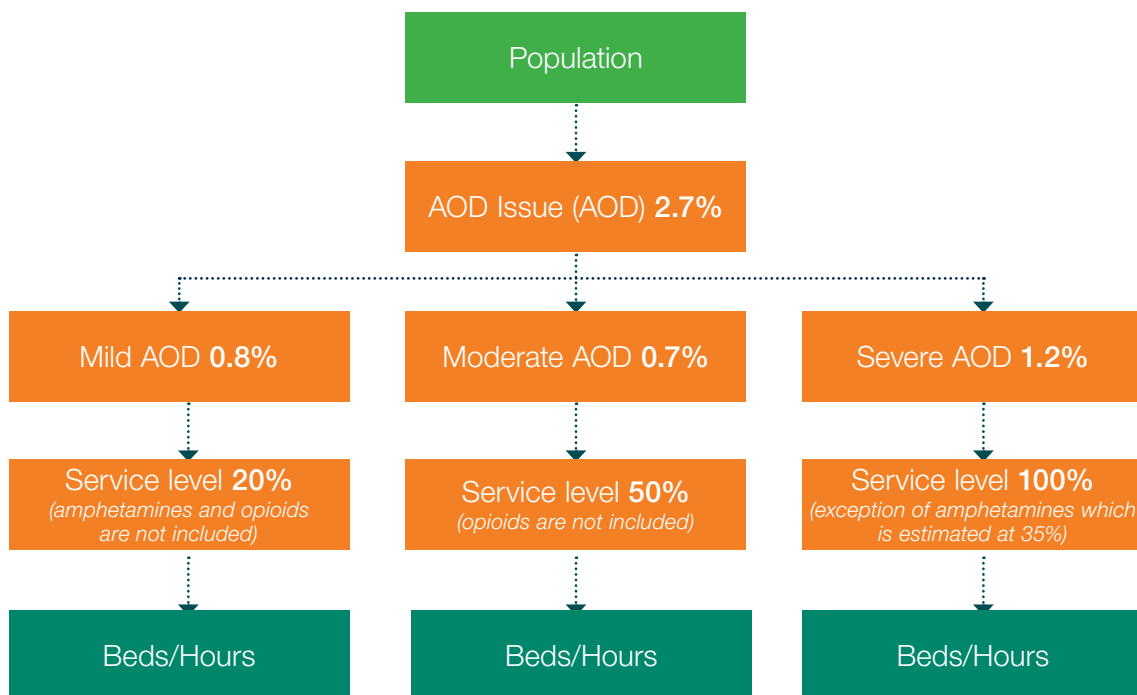 Population
AOD Issue (AOD) 2.7%
Mild AOD 0.8%
Moderate AOD 0.7%
Severe AOD 1.2%
Service level 20%
(amphetamines and opioids
are not included)
Service level 50%
(opioids are not included)
Service level 100%
(exception of amphetamines which
is estimated at 35%)
Beds/Hours
Beds/Hours
Beds/Hours